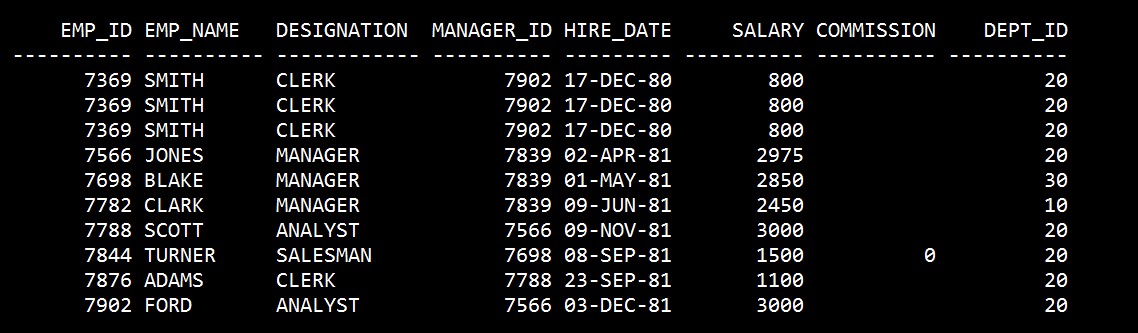 EMP_ID EMP_NAME   DESIGNATION  MANAGER_ID HIRE_DATE     SALARY COMMISSION    DEPT_ID
---------- ---------- ------------ ---------- --------- ---------- ---------- ----------
      7369 SMITH      CLERK              7902 17-DEC-80        800                    20
      7369 SMITH      CLERK              7902 17-DEC-80        800                    20
      7369 SMITH      CLERK              7902 17-DEC-80        800                    20
      7566 JONES      MANAGER            7839 02-APR-81       2975                    20
      7698 BLAKE      MANAGER            7839 01-MAY-81       2850                    30
      7782 CLARK      MANAGER            7839 09-JUN-81       2450                    10
      7788 SCOTT      ANALYST            7566 09-NOV-81       3000                    20
      7844 TURNER     SALESMAN           7698 08-SEP-81       1500          0         20
      7876 ADAMS      CLERK              7788 23-SEP-81       1100                    20
      7902 FORD       ANALYST            7566 03-DEC-81       3000                    20